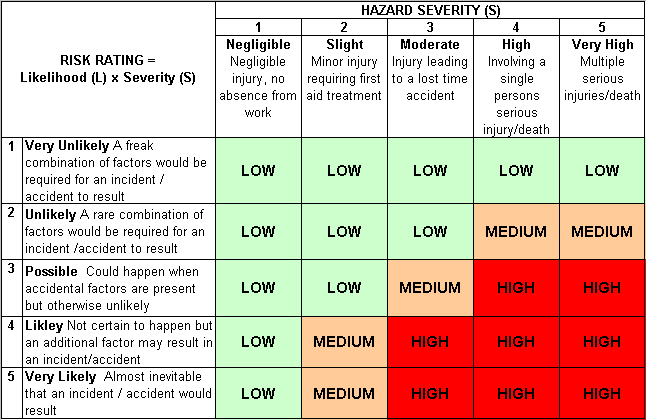 HAZARD SEVERITY (S)
RISK RATING =
Likelihood (L) x Severity (S)
1
2
3
4
5
Negligible
Negligible
injury, no
absence from
work
Slight
Minor injury
requiring first
aid treatment
Moderate
Injury leading
to a lost time
accident
High
Involving a
single
persons
serious
injury/death
Very High
Multiple
serious
injuries/death
1
Very Unlikely A freak
combination of factors would be
required for an incident /
accident to result
LOW
LOW
LOW
LOW
LOW
2
Unlikely A rare combination of
factors would be required for an
incident /accident to result
LOW
LOW
LOW
MEDIUM
MEDIUM
3
Possible Could happen when
accidental factors are present
but otherwise unlikely
LOW
LOW
MEDIUM
HIGH
HIGH
4
Likley Not certain to happen but
an additional factor may result in
an incident/accident
LOW
MEDIUM
HIGH
HIGH
HIGH
5
Very Likely Almost inevitable
that an incident / accident would
result
LOW
MEDIUM
HIGH
HIGH
HIGH